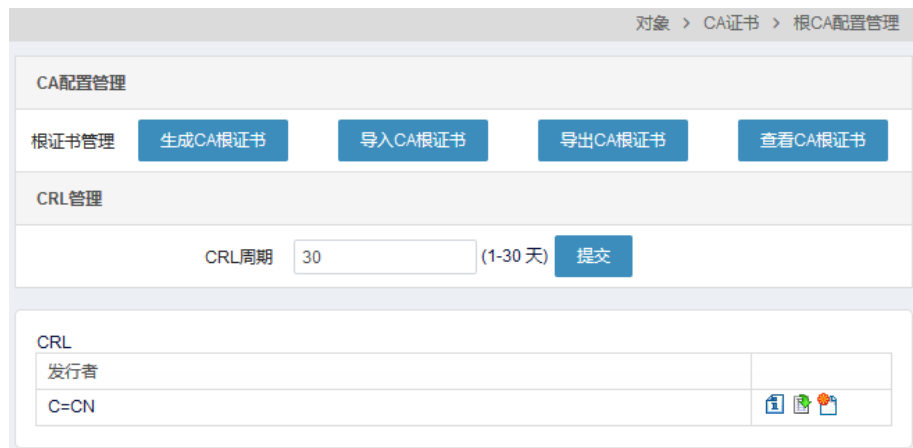 对象 > CA证书 > 根CA配置管理
CA配置管理
根证书管理 生成CA根证书 导入CA根证书 导出CA根证书 查看CA根证书
CRL管理
CRL周期 30 (1-30 天) 提交
CRL
发行者
C=CN